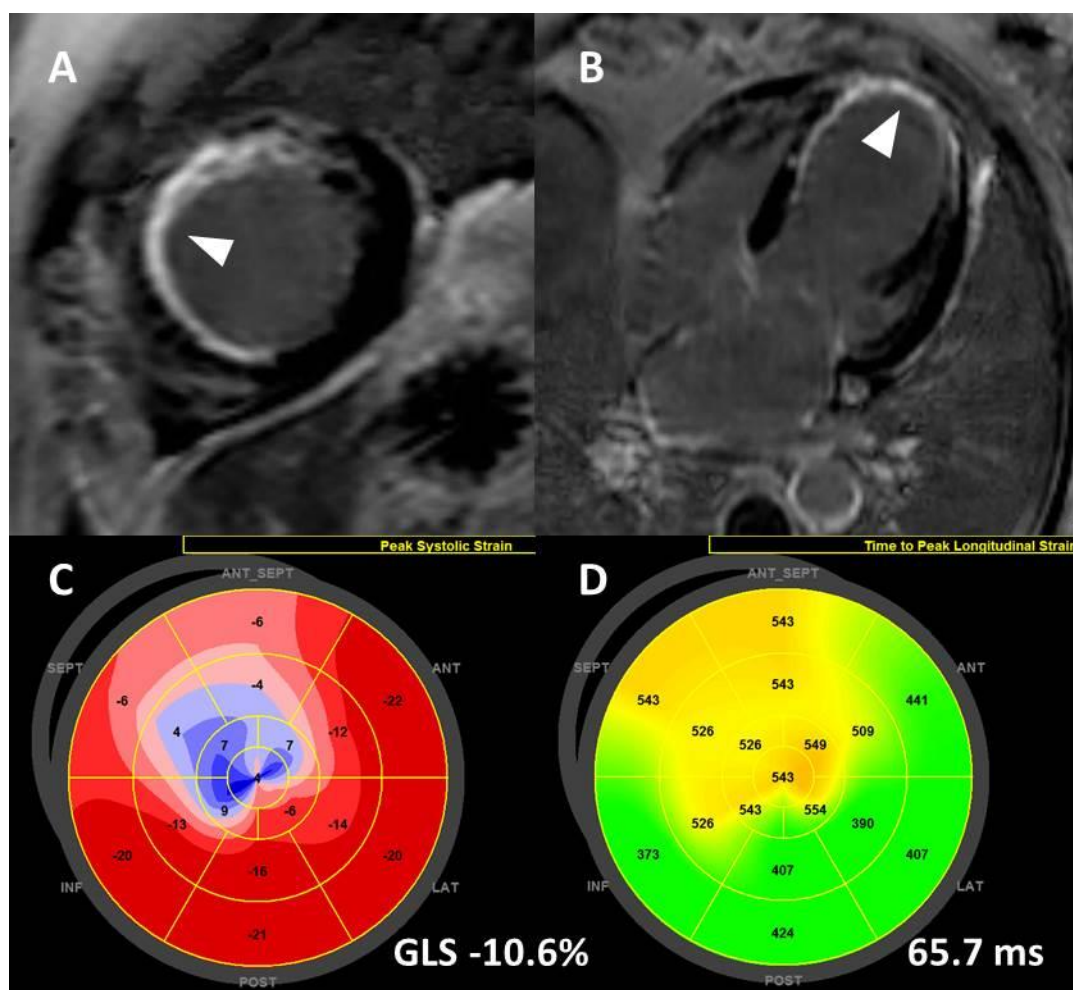 A
B
Peak Systolic Strain
Time to Peak Longitudinal Strain
C
D
ANT_SEPT
ANT_SEPT
-6
543
SEPT
ANT
SEPT
ANT
-6
-4
-22
543
543
441
4
7
7
-12
526
526
549
509
4
543
-13
9
-6
-14
526
543
554
390
-20
-20
373
407
-16
407
INF
LAT
INF
LAT
-21
424
GLS -10.6%
65.7 ms
POST
POST